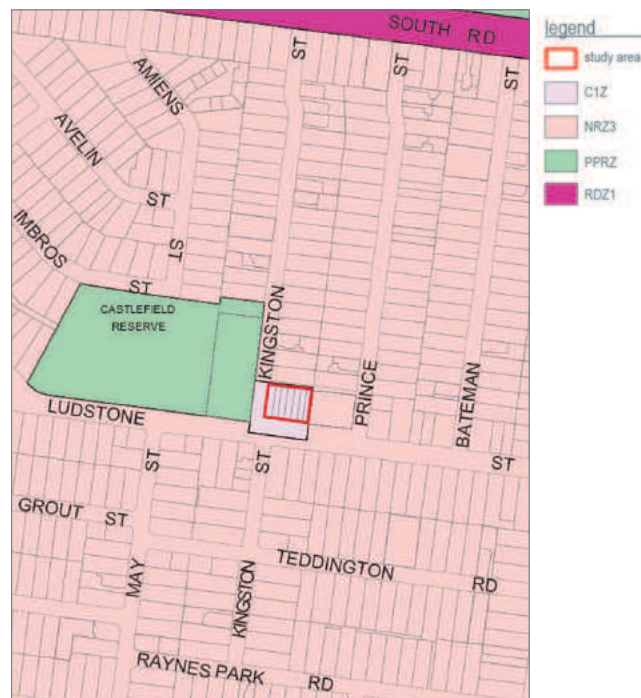 SOUTH RD
ST
ST
ST
AMIENS
ST
AVELIN
ST
IMBROS
ST
CASTLEFIELD
RESERVE
KINGSTON
PRINCE
BATEMAN
LUDSTONE
ST
ST
ST
GROUT ST
MAY
KINGSTON
TEDDINGTON
RD
RAYNES PARK
RD
legend
study area
C1Z
NRZ3
PPRZ
RDZ1